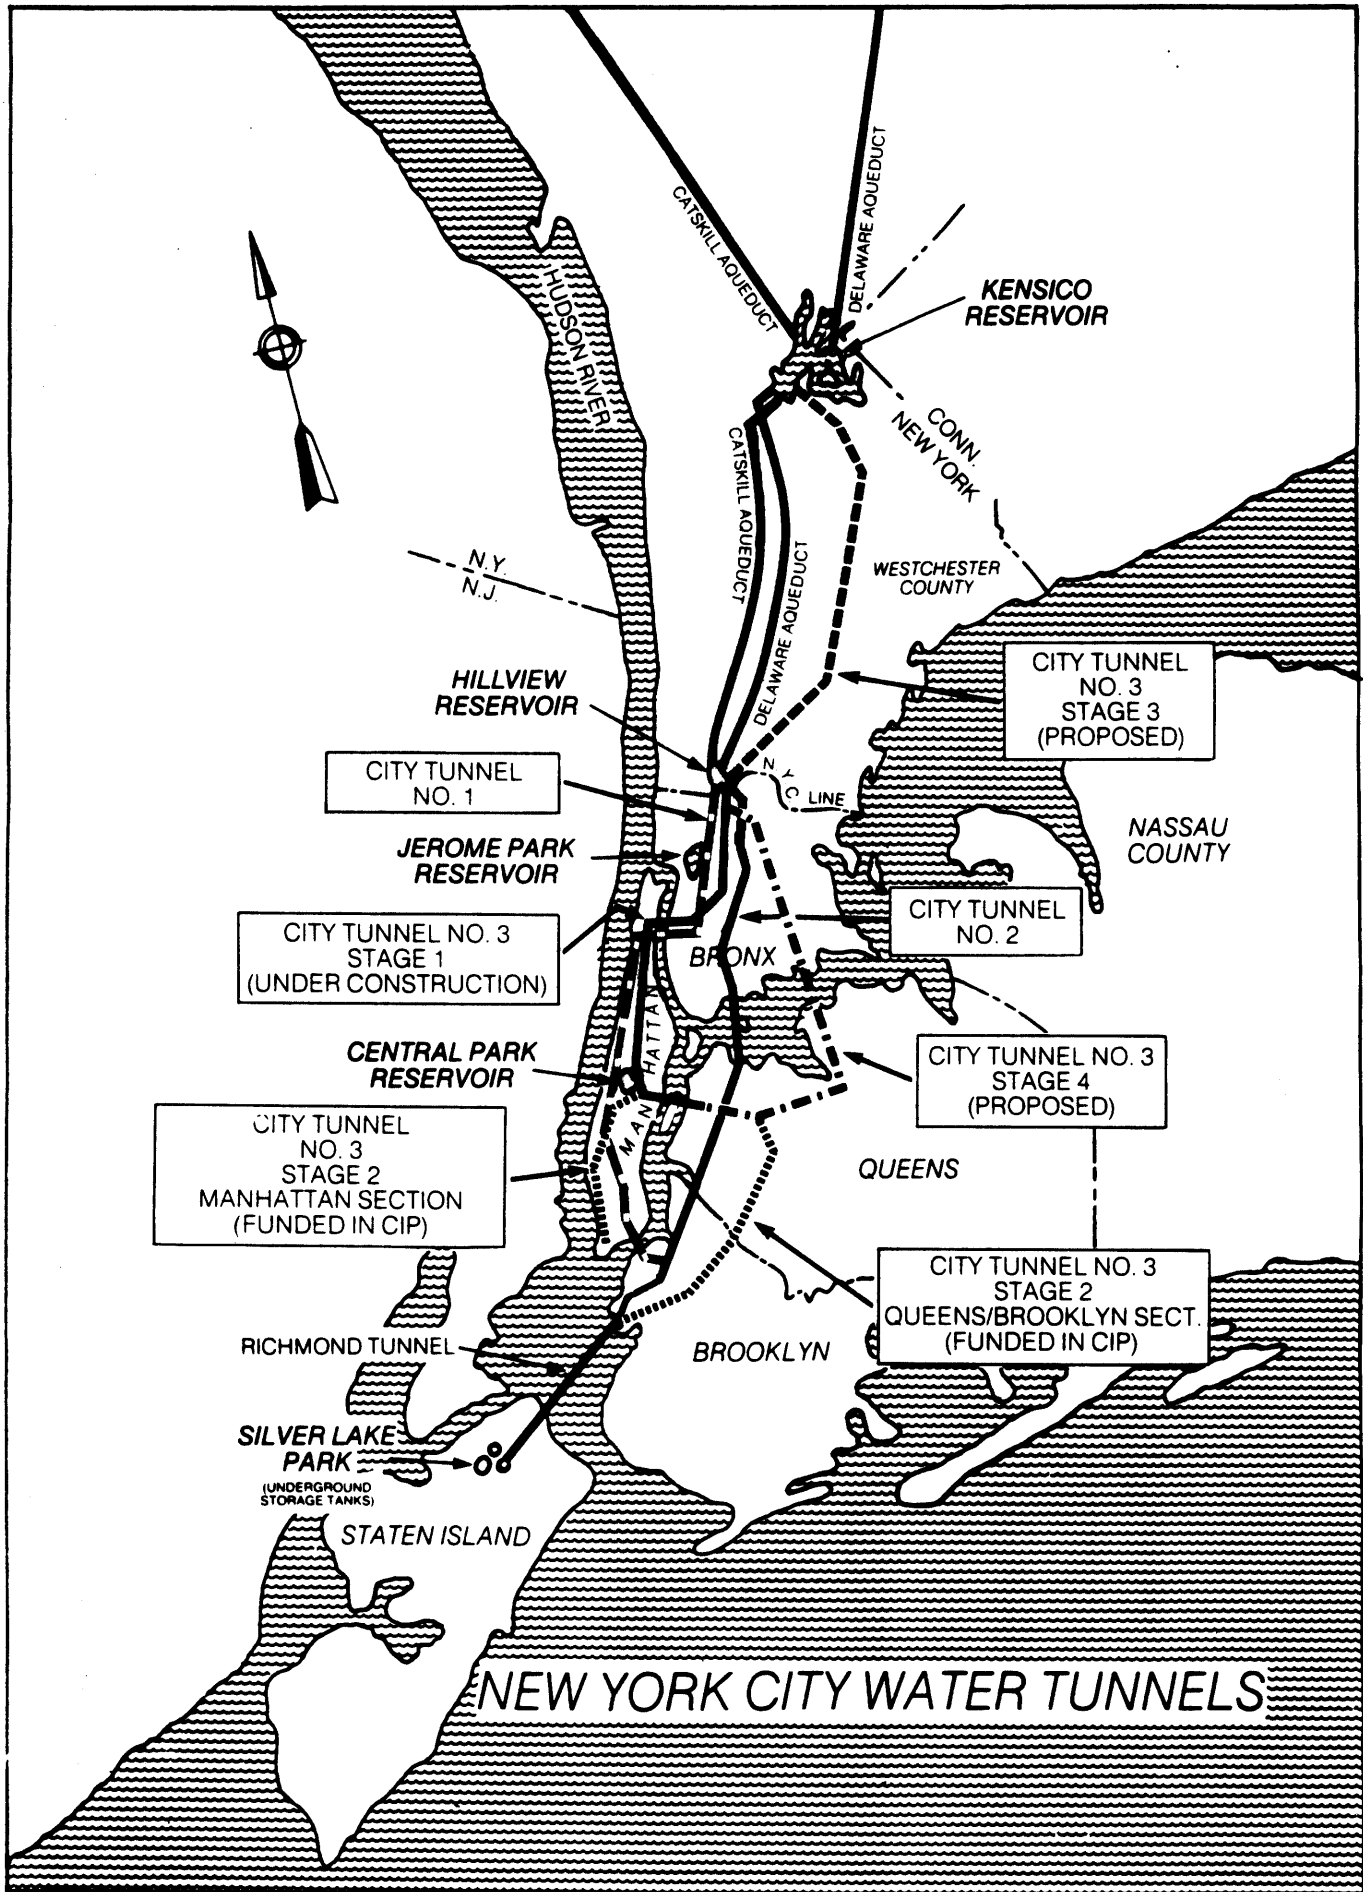 CATSKILL AQUEDUCT
DELAWARE AQUEDUCT
HUDSON RIVER
KENSICO
RESERVOIR
CONN.
NEW YORK
CATSKILL AQUEDUCT
DELAWARE AQUEDUCT
N.Y.
N.J.
WESTCHESTER
COUNTY
CITY TUNNEL
NO. 3
STAGE 3
(PROPOSED)
HILLVIEW
RESERVOIR
CITY TUNNEL
NO. 1
N.Y.C. LINE
NASSAU
COUNTY
JEROME PARK
RESERVOIR
CITY TUNNEL
NO. 2
CITY TUNNEL NO. 3
STAGE 1
(UNDER CONSTRUCTION)
BRONX
MANHATTAN
CENTRAL PARK
RESERVOIR
CITY TUNNEL NO. 3
STAGE 4
(PROPOSED)
CITY TUNNEL
NO. 3
STAGE 2
MANHATTAN SECTION
(FUNDED IN CIP)
QUEENS
CITY TUNNEL NO. 3
STAGE 2
QUEENS/BROOKLYN SECT.
(FUNDED IN CIP)
RICHMOND TUNNEL
BROOKLYN
SILVER LAKE
PARK
(UNDERGROUND
STORAGE TANKS)
STATEN ISLAND
NEW YORK CITY WATER TUNNELS